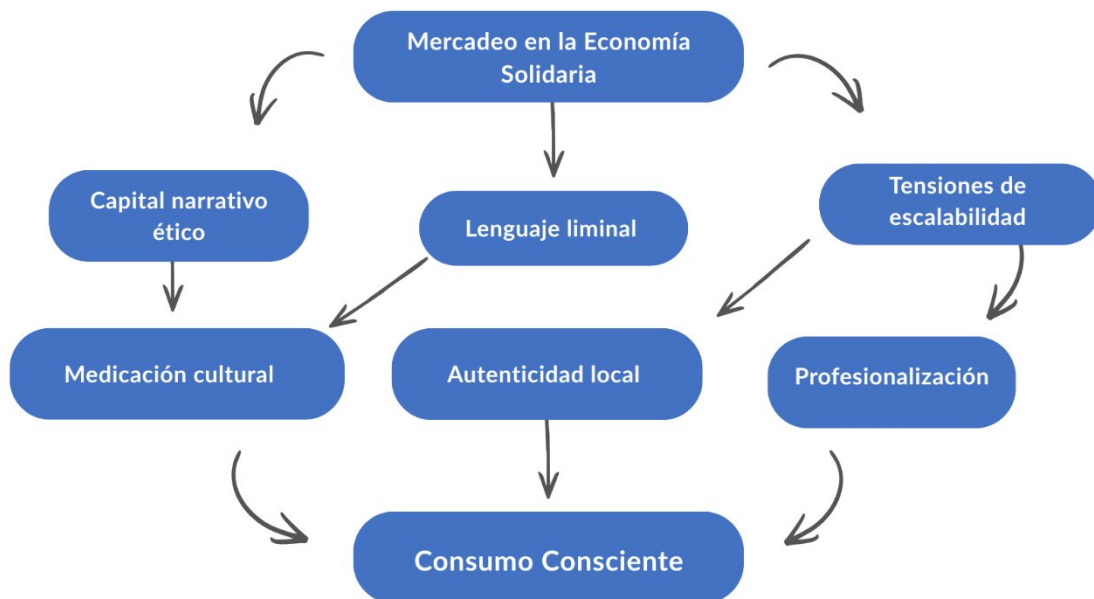 Mercadeo en la Economía
Solidaria
Capital narrativo
ético
Lenguaje liminal
Tensiones de
escalabilidad
Medicación cultural
Autenticidad local
Profesionalización
Consumo Consciente